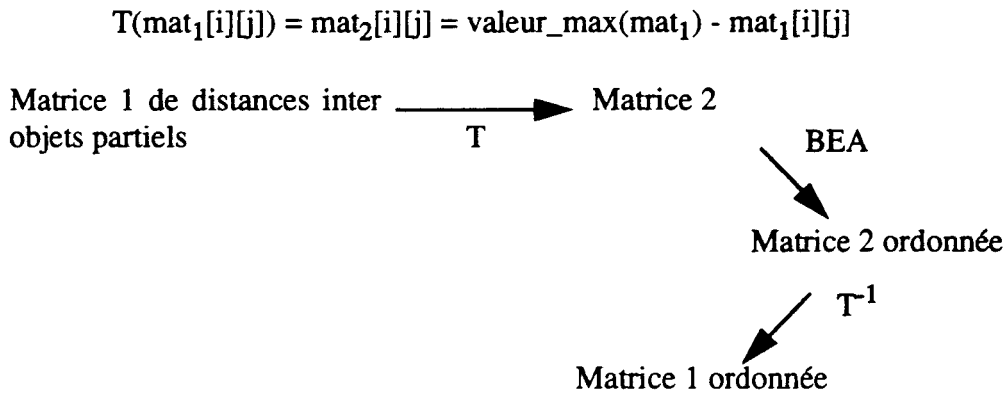 T(mat₁[i][j]) = mat₂[i][j] = valeur_max(mat₁) - mat₁[i][j]
Matrice 1 de distances inter
objets partiels
T
Matrice 2
BEA
Matrice 2 ordonnée
T⁻¹
Matrice 1 ordonnée